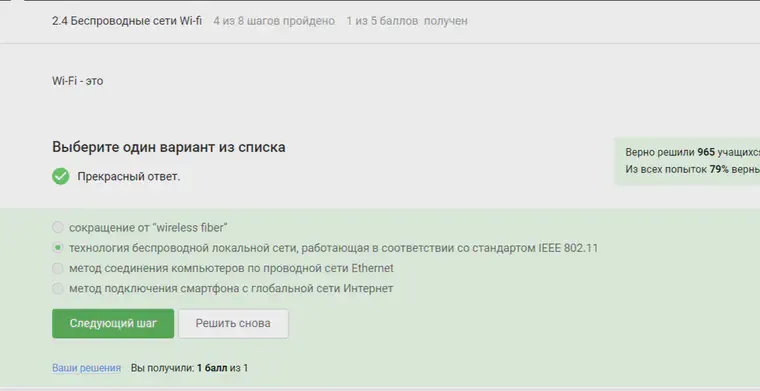 2.4 Беспроводные сети Wi-fi 4 из 8 шагов пройдено 1 из 5 баллов получен
Wi-Fi - это
Выберите один вариант из списка
Прекрасный ответ.
Верно решили 965 учащихся
Из всех попыток 79% верны
сокращение от “wireless fiber”
технология беспроводной локальной сети, работающая в соответствии со стандартом IEEE 802.11
метод соединения компьютеров по проводной сети Ethernet
метод подключения смартфона с глобальной сети Интернет
Следующий шаг Решить снова
Ваши решения Вы получили: 1 балл из 1